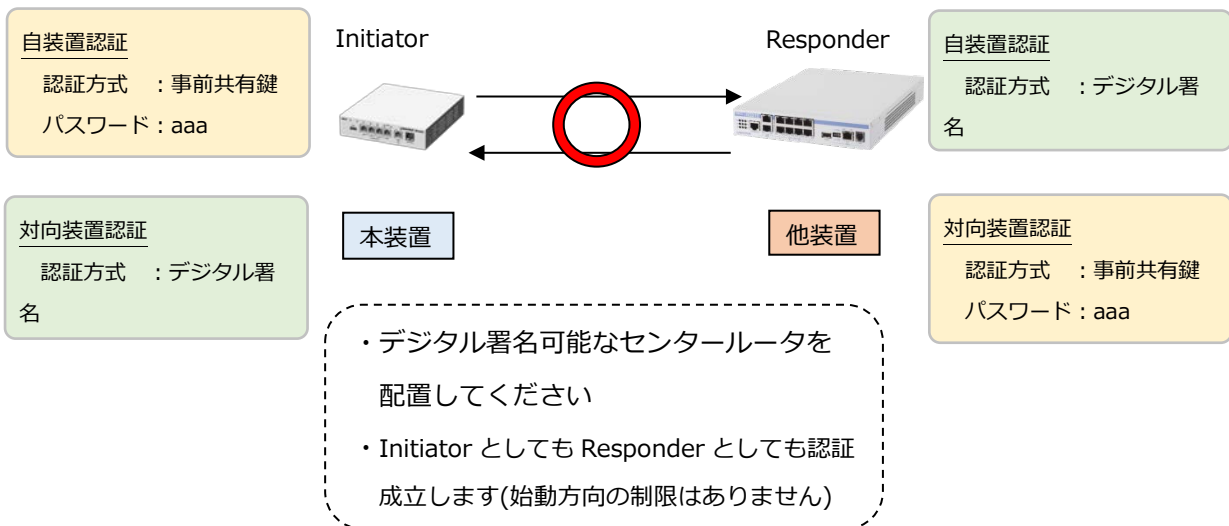 自装置認証
認証方式 :事前共有鍵
パスワード:aaa
Initiator
Responder
自装置認証
認証方式 :デジタル署
名
対向装置認証
認証方式 :デジタル署
名
本装置
他装置
対向装置認証
認証方式 :事前共有鍵
パスワード:aaa
・デジタル署名可能なセンタールータを
配置してください
・Initiator としても Responder としても認証
成立します(始動方向の制限はありません)